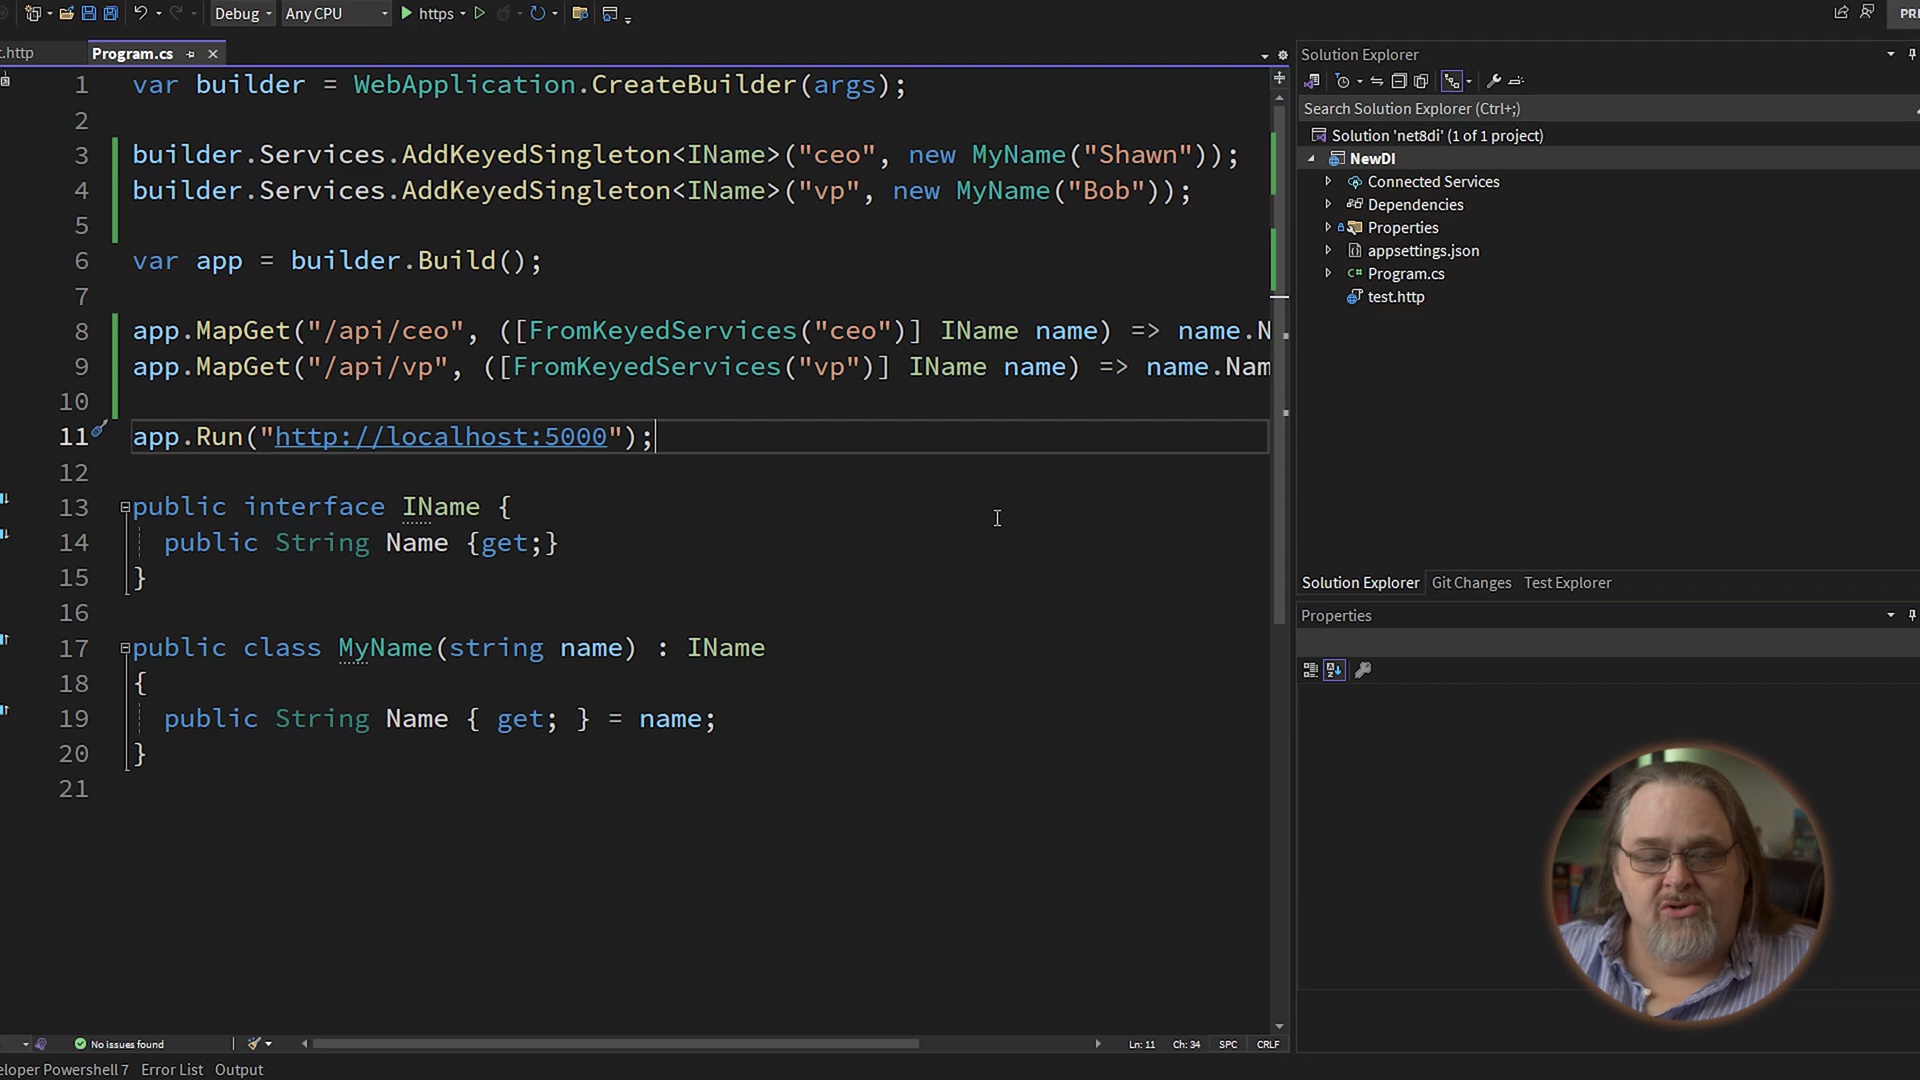 Debug
Any CPU
https
PRE
.http
Program.cs
1 var builder = WebApplication.CreateBuilder(args);
2
3 builder.Services.AddKeyedSingleton<IName>("ceo", new MyName("Shawn"));
4 builder.Services.AddKeyedSingleton<IName>("vp", new MyName("Bob"));
5
6 var app = builder.Build();
7
8 app.MapGet("/api/ceo", ([FromKeyedServices("ceo")] IName name) => name.N
9 app.MapGet("/api/vp", ([FromKeyedServices("vp")] IName name) => name.Nam
10
11 app.Run("http://localhost:5000");
12
13 public interface IName {
14 public String Name {get;}
15 }
16
17 public class MyName(string name) : IName
18 {
19 public String Name { get; } = name;
20 }
21
No issues found
Ln: 11 Ch: 34 SPC CRLF
eloper Powershell 7 Error List Output
Solution Explorer
Search Solution Explorer (Ctrl+;)
Solution 'net8di' (1 of 1 project)
NewDI
Connected Services
Dependencies
Properties
appsettings.json
C# Program.cs
test.http
Solution Explorer Git Changes Test Explorer
Properties